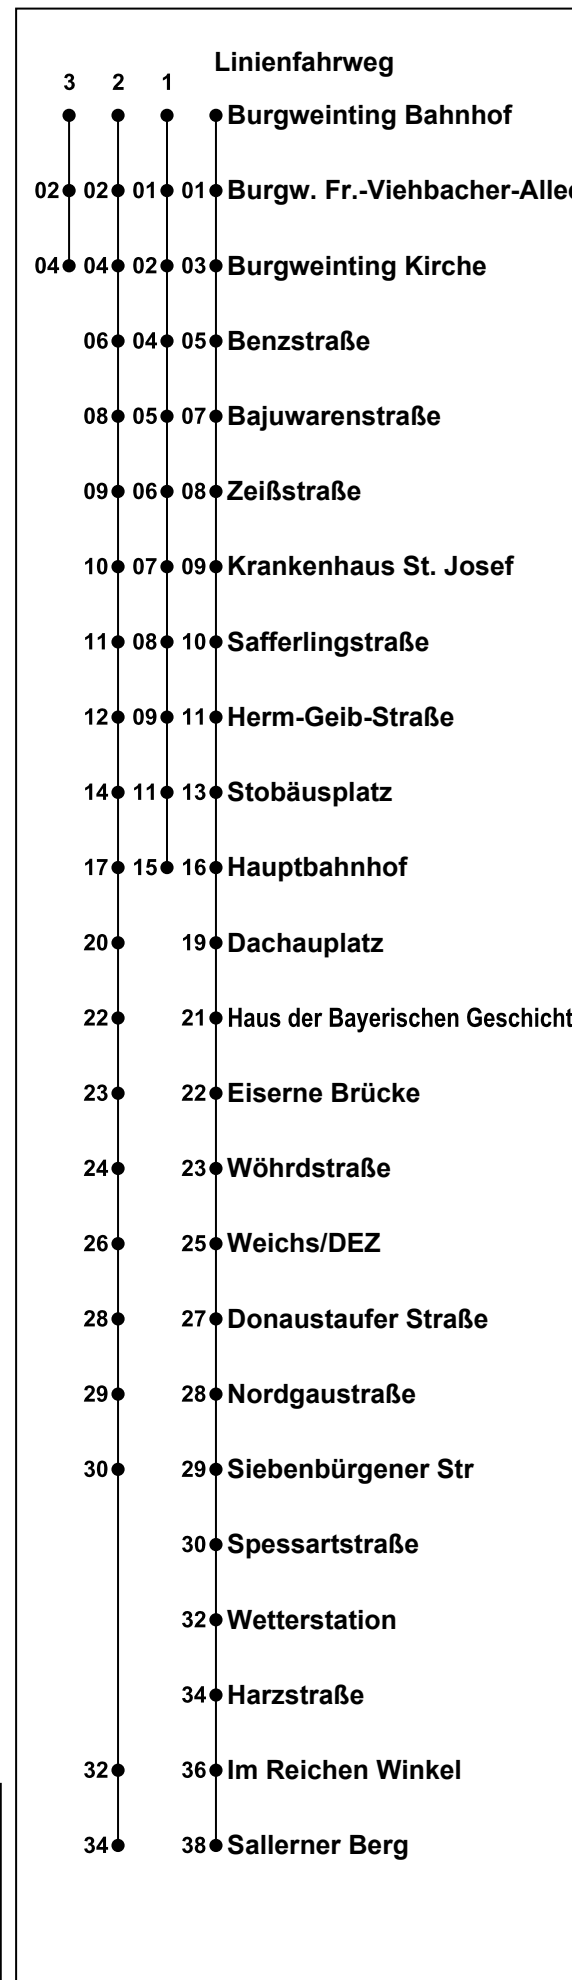 Linienfahrweg
3 2 1
Burgweinting Bahnhof
02 02 01 01 Burgw. Fr.-Viehbacher-Allee
04 04 02 03 Burgweinting Kirche
06 04 05 Benzstraße
08 05 07 Bajuwarenstraße
09 06 08 Zeißstraße
10 07 09 Krankenhaus St. Josef
11 08 10 Safferlingstraße
12 09 11 Herm-Geib-Straße
14 11 13 Stobäusplatz
17 15 16 Hauptbahnhof
20 19 Dachauplatz
22 21 Haus der Bayerischen Geschicht
23 22 Eiserne Brücke
24 23 Wöhrdstraße
26 25 Weichs/DEZ
28 27 Donaustaufer Straße
29 28 Nordgaustraße
30 29 Siebenbürgener Str
30 Spessartstraße
32 Wetterstation
34 Harzstraße
32 36 Im Reichen Winkel
34 38 Sallerner Berg